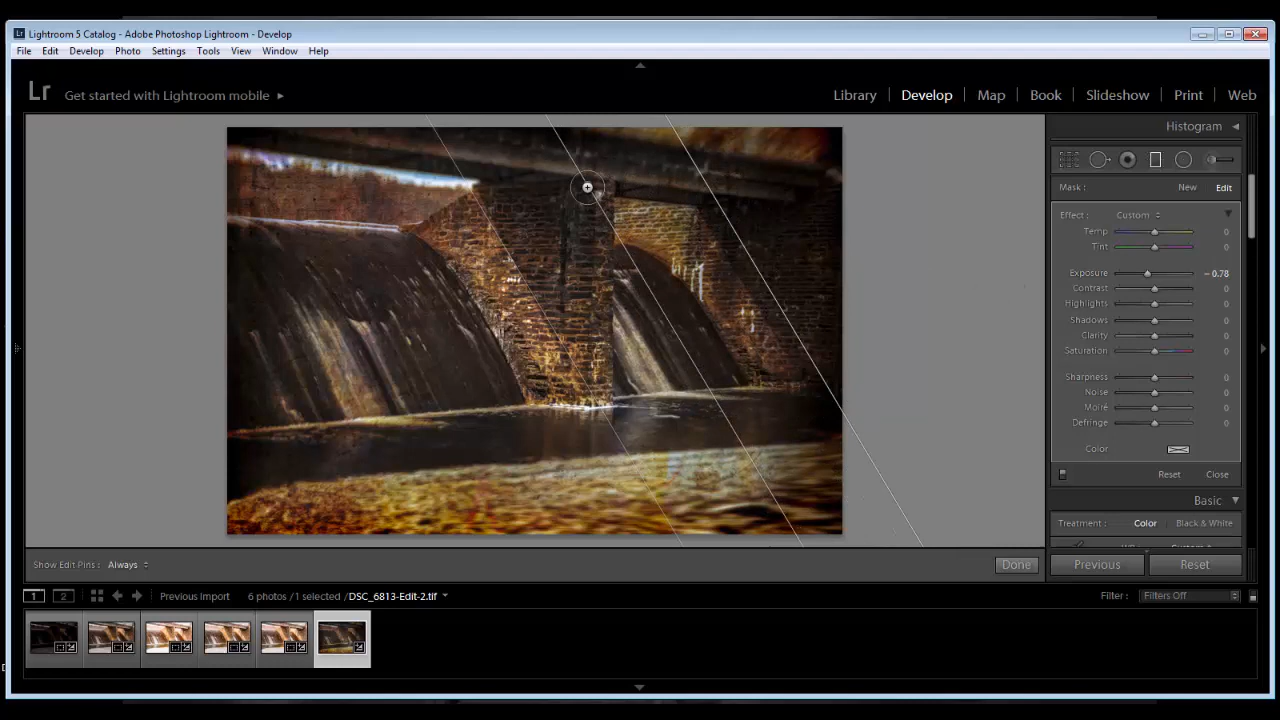 Lr Lightroom 5 Catalog - Adobe Photoshop Lightroom - Develop
File Edit Develop Photo Settings Tools View Window Help
Lr Get started with Lightroom mobile ▸
Library | Develop | Map | Book | Slideshow | Print | Web
Histogram
Mask : New Edit
Effect : Custom
Temp 0
Tint 0
Exposure – 0.78
Contrast 0
Highlights 0
Shadows 0
Clarity 0
Saturation 0
Sharpness 0
Noise 0
Moiré 0
Defringe 0
Color
Reset Close
Basic
Treatment : Color | Black & White
Show Edit Pins : Always
Done
Previous Reset
1 2 Previous Import 6 photos / 1 selected / DSC_6813-Edit-2.tif
Filter : Filters Off